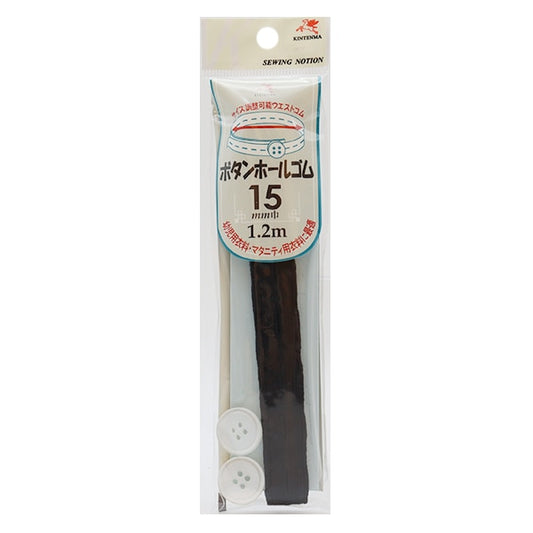 KINTENMA
SEWING NOTION
KINTENMA
サイズ調整可能ウエストゴム
ボタンホールゴム
15
mm巾
1.2m
幼児用衣料・マタニティ用衣料に最適